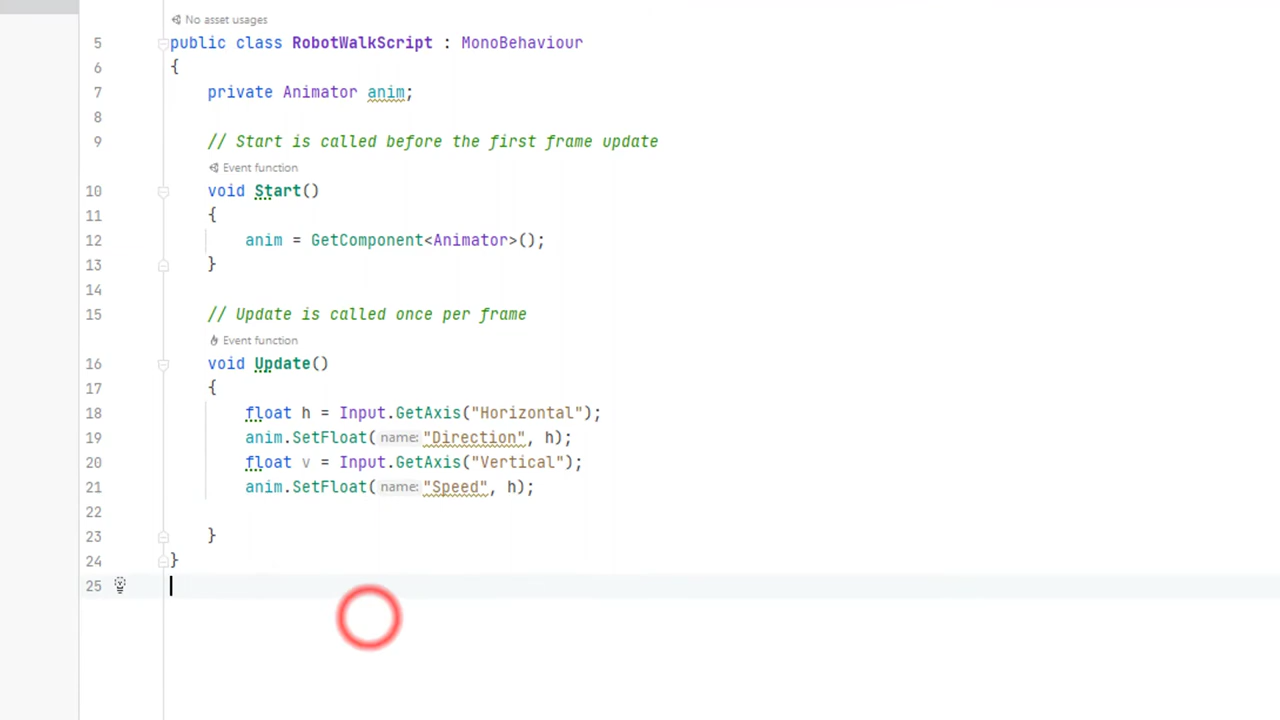 No asset usages
5 public class RobotWalkScript : MonoBehaviour
6 {
7 private Animator anim;
8
9 // Start is called before the first frame update
Event function
10 void Start()
11 {
12 anim = GetComponent<Animator>();
13 }
14
15 // Update is called once per frame
Event function
16 void Update()
17 {
18 float h = Input.GetAxis("Horizontal");
19 anim.SetFloat( name: "Direction", h);
20 float v = Input.GetAxis("Vertical");
21 anim.SetFloat( name: "Speed", h);
22
23 }
24 }
25